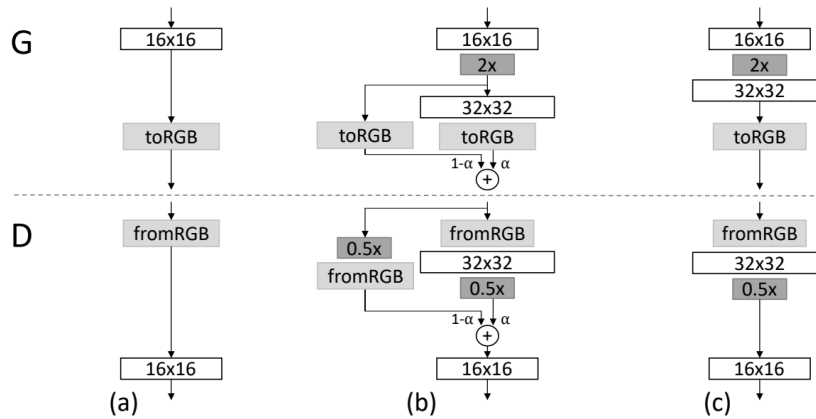 G
16x16
16x16
16x16
2x
2x
32x32
32x32
toRGB
toRGB
toRGB
toRGB
1-α
α
+
D
fromRGB
fromRGB
fromRGB
0.5x
32x32
32x32
fromRGB
0.5x
0.5x
1-α
α
+
16x16
16x16
16x16
(a)
(b)
(c)